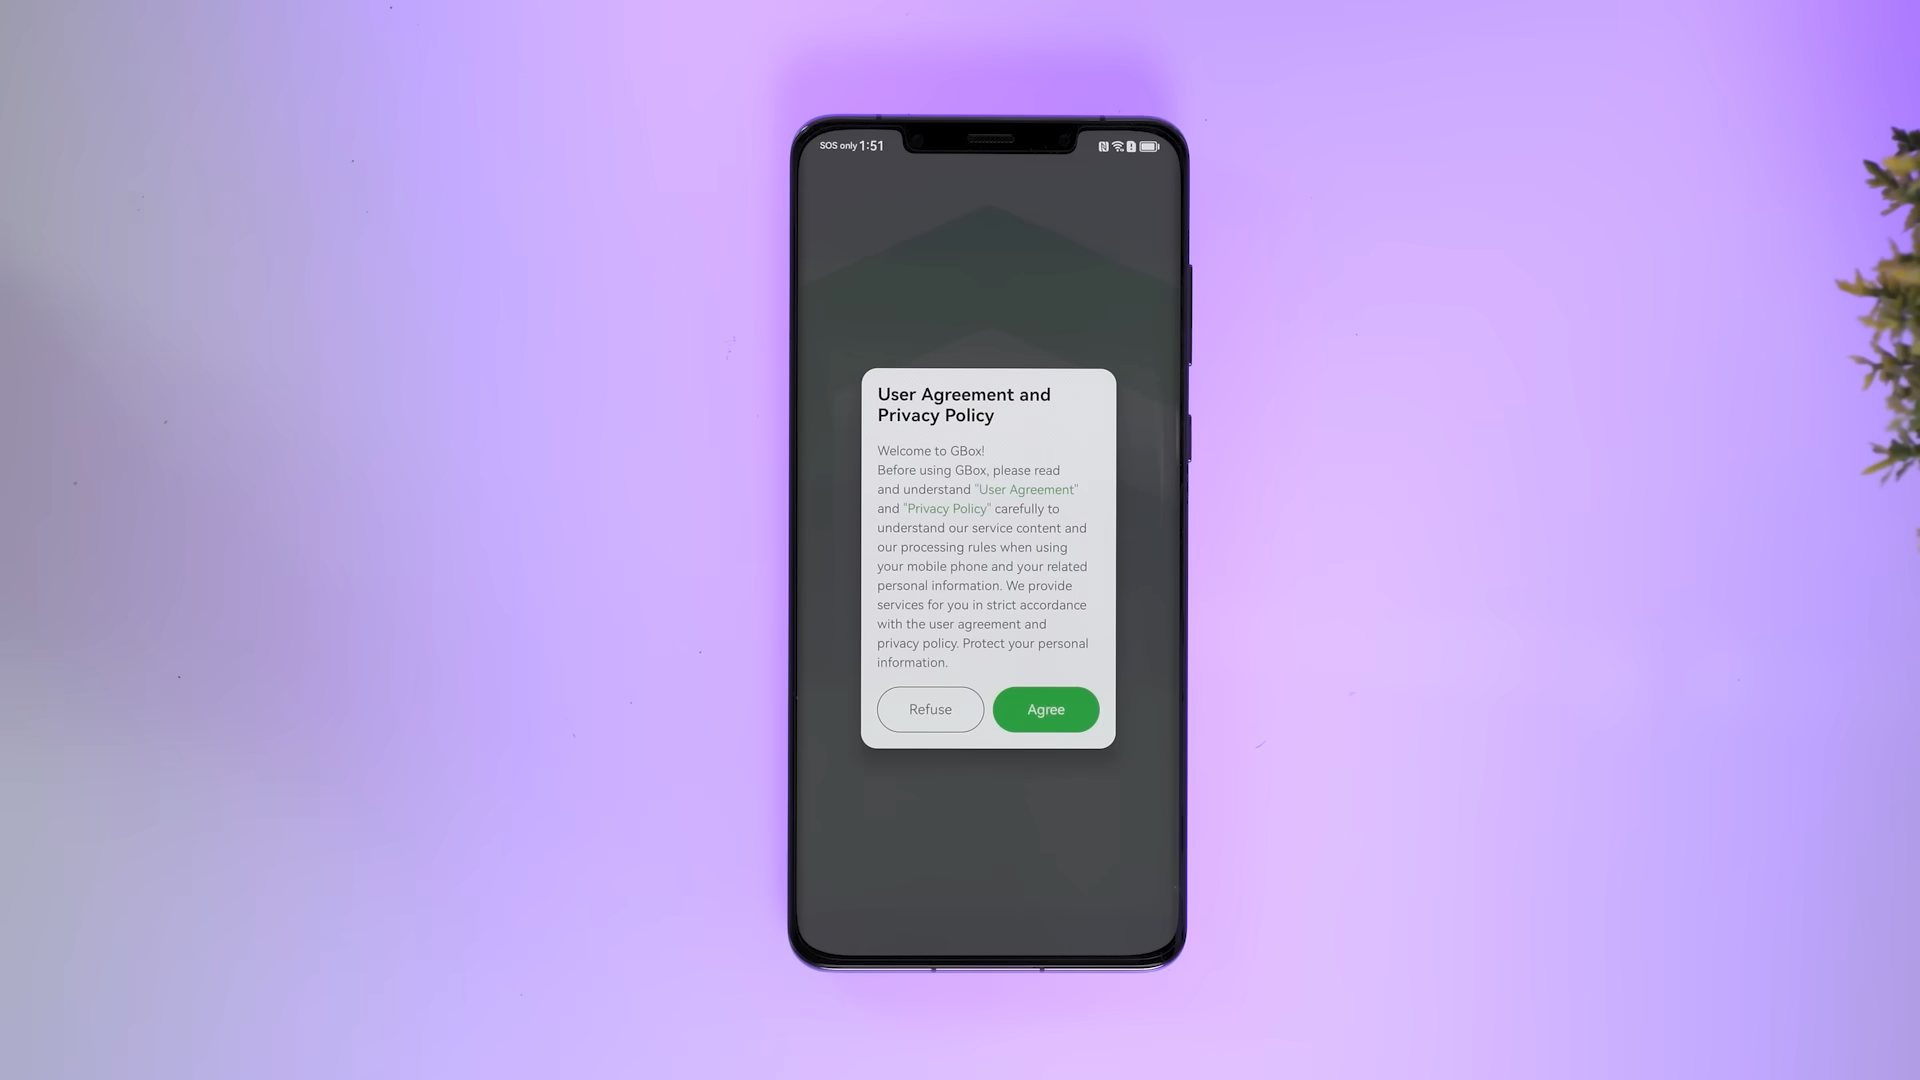 SOS only 1:51
User Agreement and
Privacy Policy
Welcome to GBox!
Before using GBox, please read
and understand "User Agreement"
and "Privacy Policy" carefully to
understand our service content and
our processing rules when using
your mobile phone and your related
personal information. We provide
services for you in strict accordance
with the user agreement and
privacy policy. Protect your personal
information.
Refuse Agree